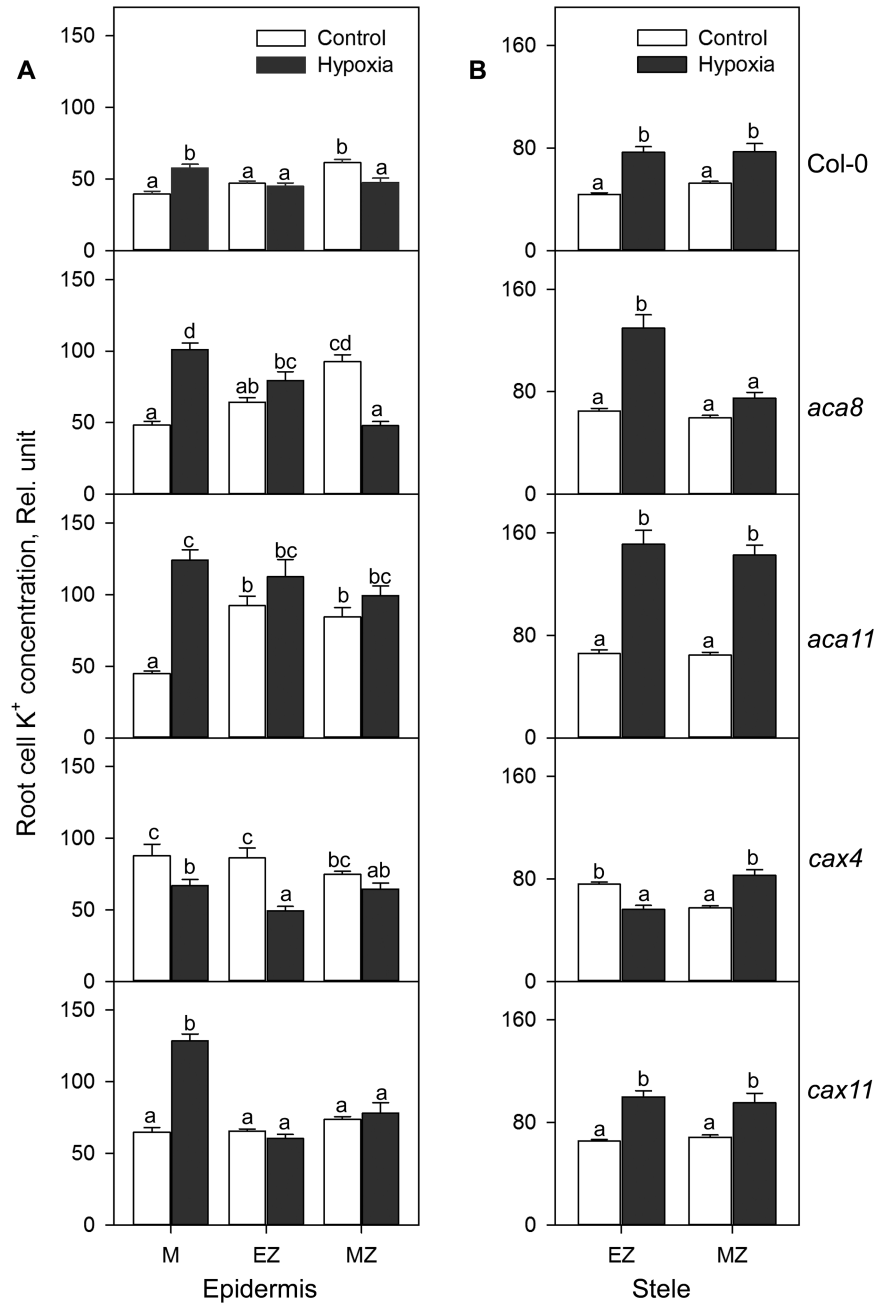 A
Control
Hypoxia
150
100
50
0
a b a a b a
B
Control
Hypoxia
160
80
0
a b a b
Col-0
150
100
50
0
a d ab bc cd a
160
80
0
a b a a
aca8
Root cell K⁺ concentration, Rel. unit
150
100
50
0
a c b bc b bc
160
80
0
a b a b
aca11
150
100
50
0
c b c a bc ab
160
80
0
b a a b
cax4
150
100
50
0
a b a a a a
160
80
0
a b a b
cax11
M EZ MZ
Epidermis
EZ MZ
Stele